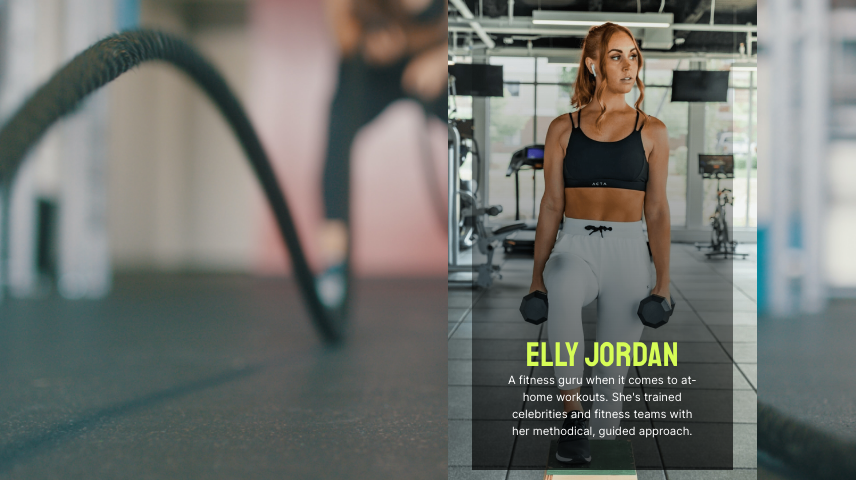 ELLY JORDAN
A fitness guru when it comes to at-
home workouts. She's trained
celebrities and fitness teams with
her methodical, guided approach.